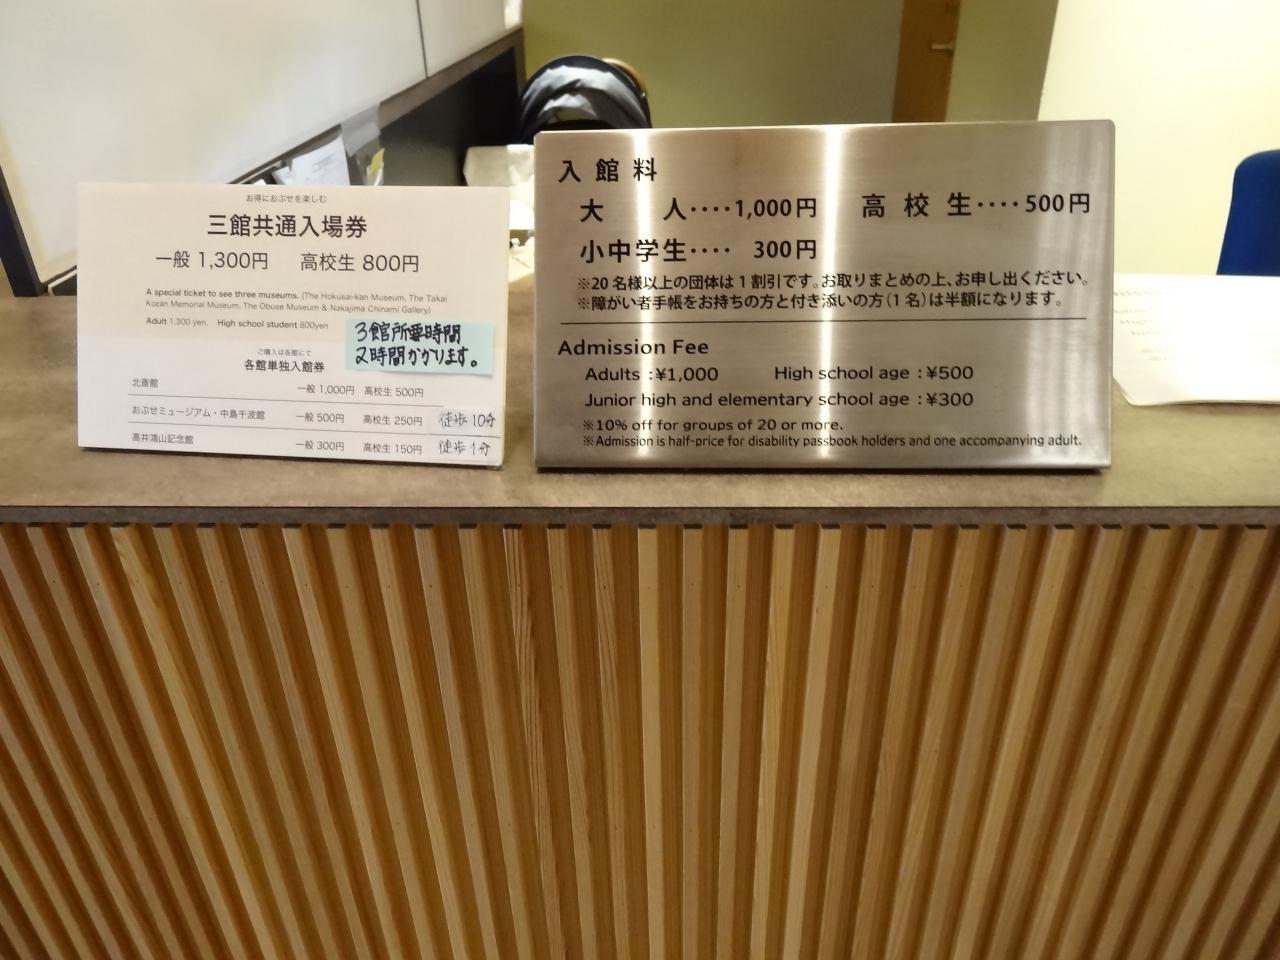 お得におぶせを楽しむ
三館共通入場券
一般 1,300円 高校生 800円
A special ticket to see three museums. (The Hokusai-kan Museum, The Takai
Kozan Memorial Museum, The Obuse Museum & Nakajima Chinami Gallery)
Adult 1,300 yen, High school student 800yen
3館所要時間
2時間かかります。
ご購入は各館にて
各館単独入館券
北斎館 一般 1,000円 高校生 500円
おぶせミュージアム・中島千波館 一般 500円 高校生 250円 徒歩10分
髙井鴻山記念館 一般 300円 高校生 150円 徒歩1分
入館料
大 人‥‥1,000円 高校生‥‥500円
小中学生‥‥ 300円
※20名様以上の団体は1割引です。お取りまとめの上、お申し出ください。
※障がい者手帳をお持ちの方と付き添いの方(1名)は半額になります。
Admission Fee
Adults :¥1,000 High school age :¥500
Junior high and elementary school age :¥300
※10% off for groups of 20 or more.
※Admission is half-price for disability passbook holders and one accompanying adult.